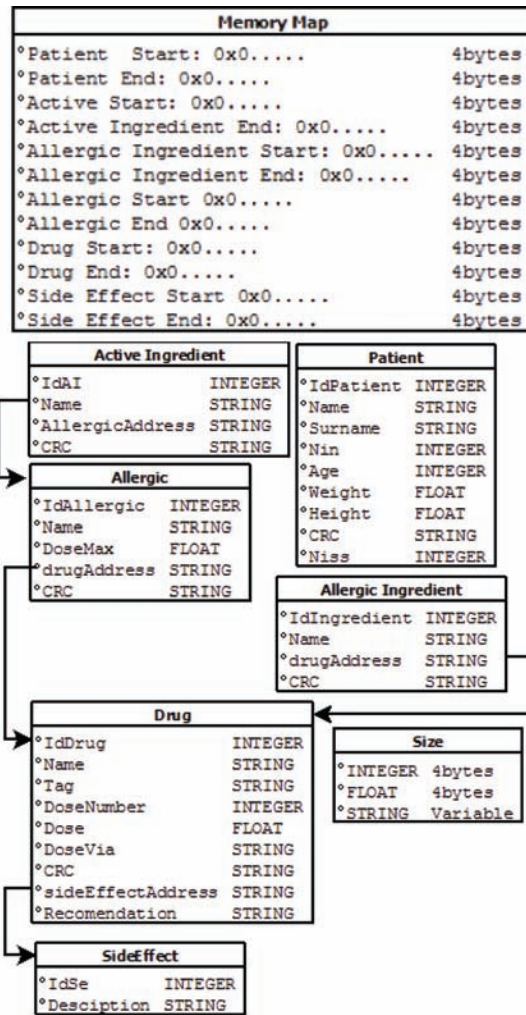 Memory Map
°Patient  Start: 0x0..... 4bytes
°Patient End: 0x0..... 4bytes
°Active Start: 0x0..... 4bytes
°Active Ingredient End: 0x0..... 4bytes
°Allergic Ingredient Start: 0x0..... 4bytes
°Allergic Ingredient End: 0x0..... 4bytes
°Allergic Start 0x0..... 4bytes
°Allergic End 0x0..... 4bytes
°Drug Start: 0x0..... 4bytes
°Drug End: 0x0..... 4bytes
°Side Effect Start 0x0..... 4bytes
°Side Effect End: 0x0..... 4bytes
Active Ingredient
°IdAI INTEGER
°Name STRING
°AllergicAddress STRING
°CRC STRING
Patient
°IdPatient INTEGER
°Name STRING
°Surname STRING
°Nin INTEGER
°Age INTEGER
°Weight FLOAT
°Height FLOAT
°CRC STRING
°Niss INTEGER
Allergic
°IdAllergic INTEGER
°Name STRING
°DoseMax FLOAT
°drugAddress STRING
°CRC STRING
Allergic Ingredient
°IdIngredient INTEGER
°Name STRING
°drugAddress STRING
°CRC STRING
Drug
°IdDrug INTEGER
°Name STRING
°Tag STRING
°DoseNumber INTEGER
°Dose FLOAT
°DoseVia STRING
°CRC STRING
°sideEffectAddress STRING
°Recomendation STRING
Size
°INTEGER 4bytes
°FLOAT 4bytes
°STRING Variable
SideEffect
°IdSe INTEGER
°Desciption STRING